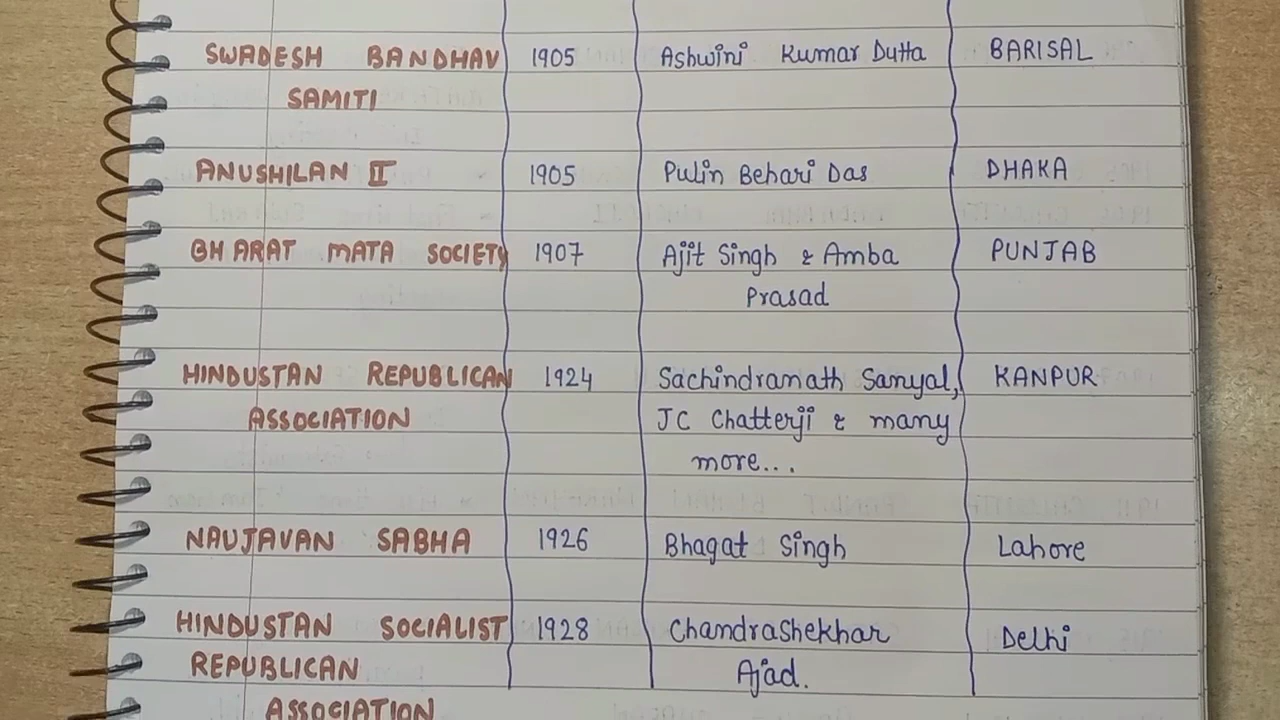 SWADESH BANDHAV 1905 Ashwini Kumar Dutta BARISAL
SAMITI
ANUSHILAN II 1905 Pulin Behari Das DHAKA
BHARAT MATA SOCIETY 1907 Ajit Singh & Amba PUNJAB
Prasad
HINDUSTAN REPUBLICAN 1924 Sachindranath Sanyal, KANPUR
ASSOCIATION JC Chatterji & many
more...
NAUJAVAN SABHA 1926 Bhagat Singh Lahore
HINDUSTAN SOCIALIST 1928 Chandrashekhar Delhi
REPUBLICAN Ajad.
ASSOCIATION